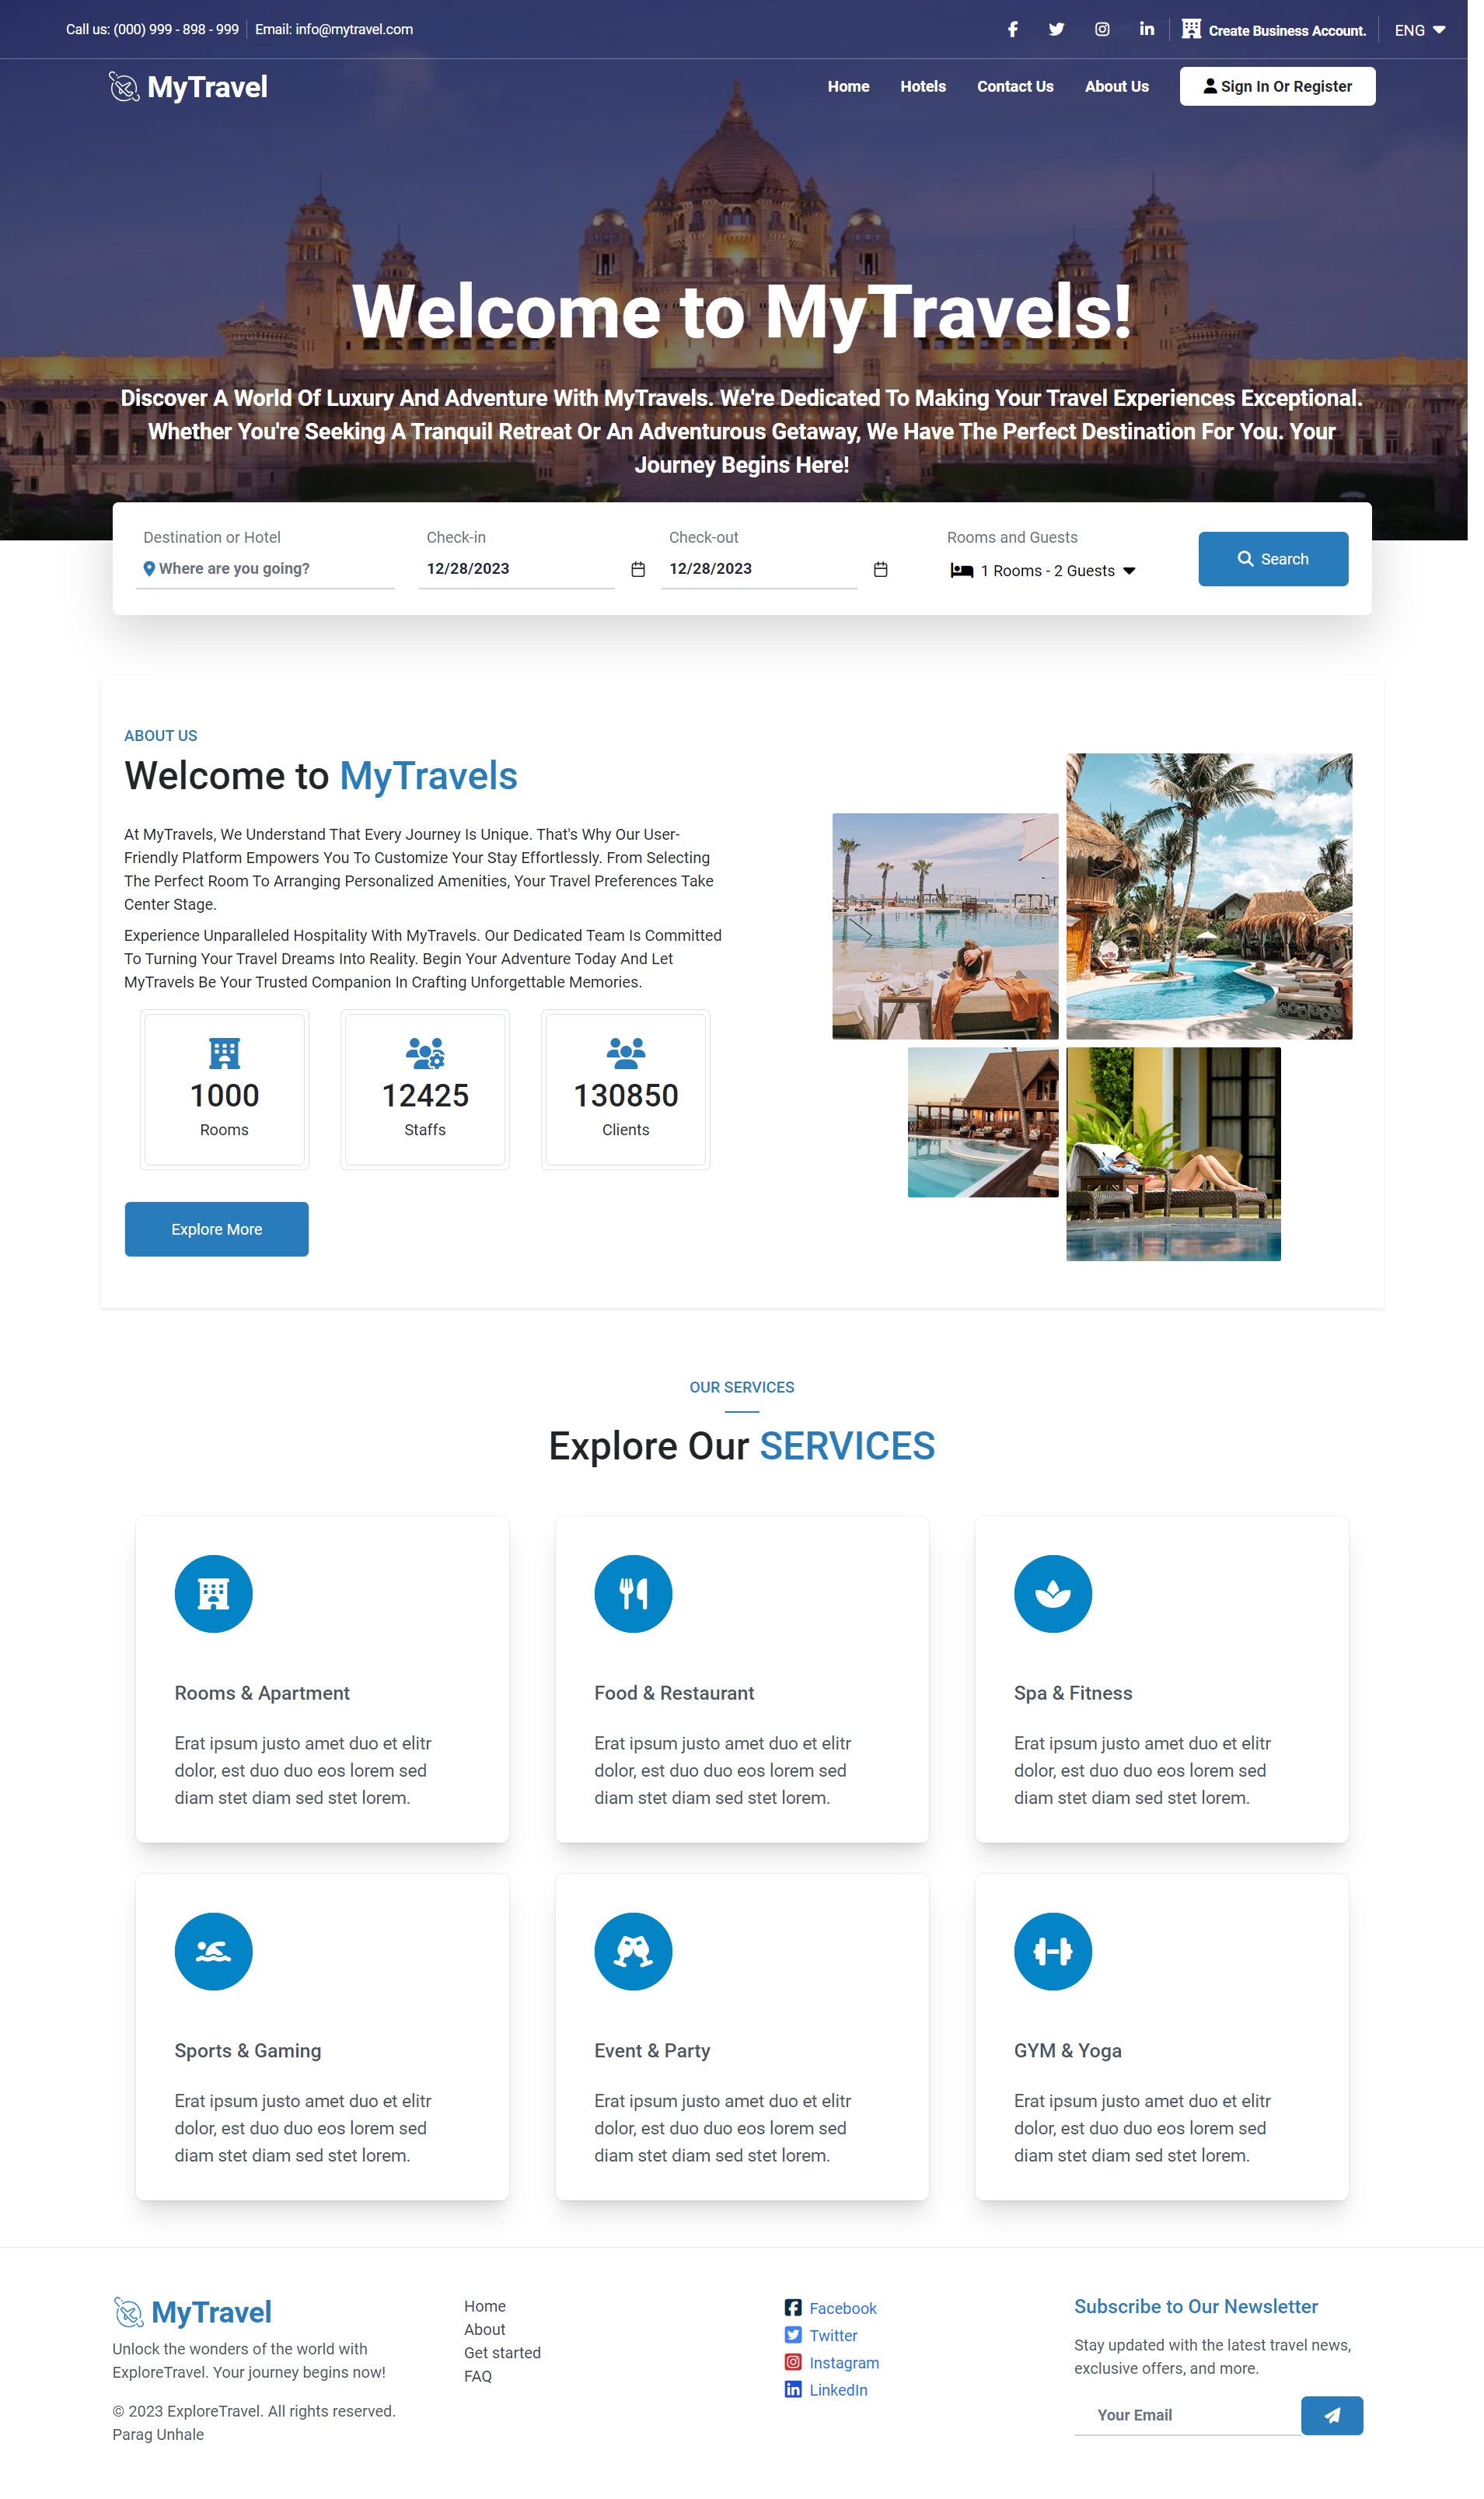 Call us: (000) 999 - 898 - 999
Email: info@mytravel.com
Create Business Account.
ENG
MyTravel
Home
Hotels
Contact Us
About Us
Sign In Or Register
Welcome to MyTravels!
Discover A World Of Luxury And Adventure With MyTravels. We're Dedicated To Making Your Travel Experiences Exceptional.
Whether You're Seeking A Tranquil Retreat Or An Adventurous Getaway, We Have The Perfect Destination For You. Your
Journey Begins Here!
Destination or Hotel
Where are you going?
Check-in
12/28/2023
Check-out
12/28/2023
Rooms and Guests
1 Rooms - 2 Guests
Search
ABOUT US
Welcome to MyTravels
At MyTravels, We Understand That Every Journey Is Unique. That's Why Our User-
Friendly Platform Empowers You To Customize Your Stay Effortlessly. From Selecting
The Perfect Room To Arranging Personalized Amenities, Your Travel Preferences Take
Center Stage.
Experience Unparalleled Hospitality With MyTravels. Our Dedicated Team Is Committed
To Turning Your Travel Dreams Into Reality. Begin Your Adventure Today And Let
MyTravels Be Your Trusted Companion In Crafting Unforgettable Memories.
1000
Rooms
12425
Staffs
130850
Clients
Explore More
OUR SERVICES
Explore Our SERVICES
Rooms & Apartment
Erat ipsum justo amet duo et elitr
dolor, est duo duo eos lorem sed
diam stet diam sed stet lorem.
Food & Restaurant
Erat ipsum justo amet duo et elitr
dolor, est duo duo eos lorem sed
diam stet diam sed stet lorem.
Spa & Fitness
Erat ipsum justo amet duo et elitr
dolor, est duo duo eos lorem sed
diam stet diam sed stet lorem.
Sports & Gaming
Erat ipsum justo amet duo et elitr
dolor, est duo duo eos lorem sed
diam stet diam sed stet lorem.
Event & Party
Erat ipsum justo amet duo et elitr
dolor, est duo duo eos lorem sed
diam stet diam sed stet lorem.
GYM & Yoga
Erat ipsum justo amet duo et elitr
dolor, est duo duo eos lorem sed
diam stet diam sed stet lorem.
MyTravel
Unlock the wonders of the world with
ExploreTravel. Your journey begins now!
© 2023 ExploreTravel. All rights reserved.
Parag Unhale
Home
About
Get started
FAQ
Facebook
Twitter
Instagram
LinkedIn
Subscribe to Our Newsletter
Stay updated with the latest travel news,
exclusive offers, and more.
Your Email